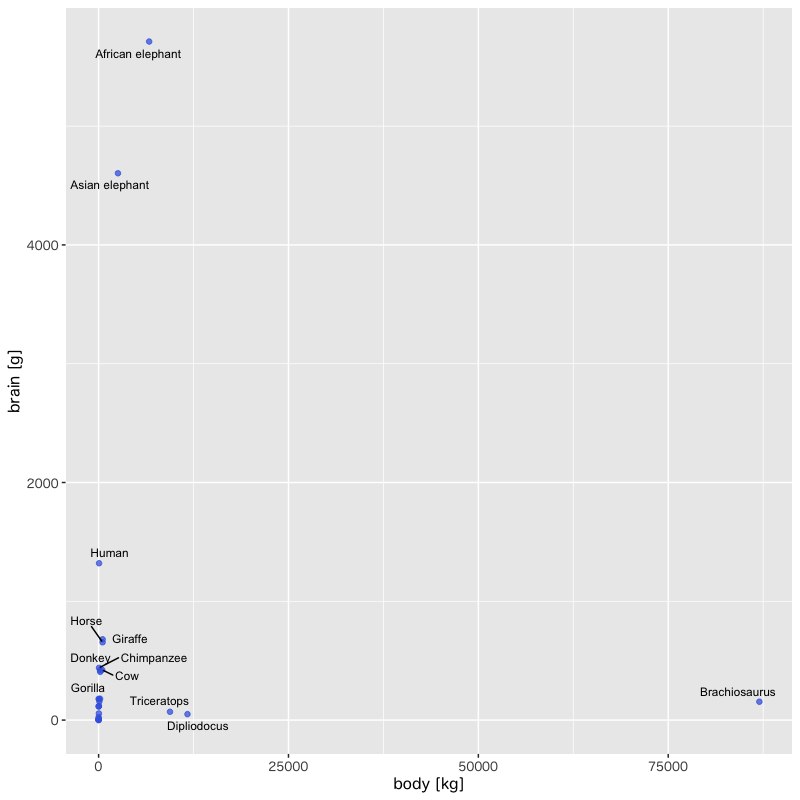 African elephant
Asian elephant
4000
brain [g]
2000
Human
Horse
Giraffe
Donkey
Chimpanzee
Cow
Gorilla
Triceratops
Brachiosaurus
0
Dipliodocus
0
25000
50000
75000
body [kg]